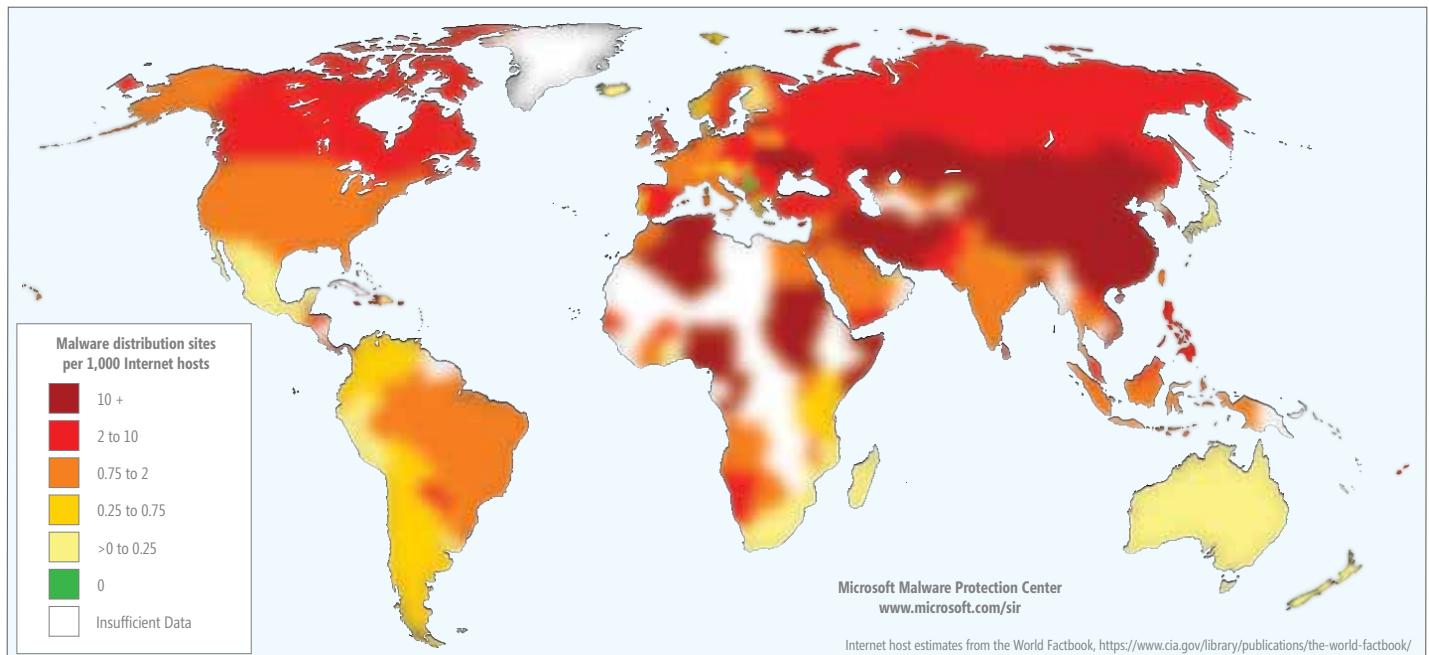 Malware distribution sites
per 1,000 Internet hosts
10 +
2 to 10
0.75 to 2
0.25 to 0.75
>0 to 0.25
0
Insufficient Data
Microsoft Malware Protection Center
www.microsoft.com/sir
Internet host estimates from the World Factbook, https://www.cia.gov/library/publications/the-world-factbook/